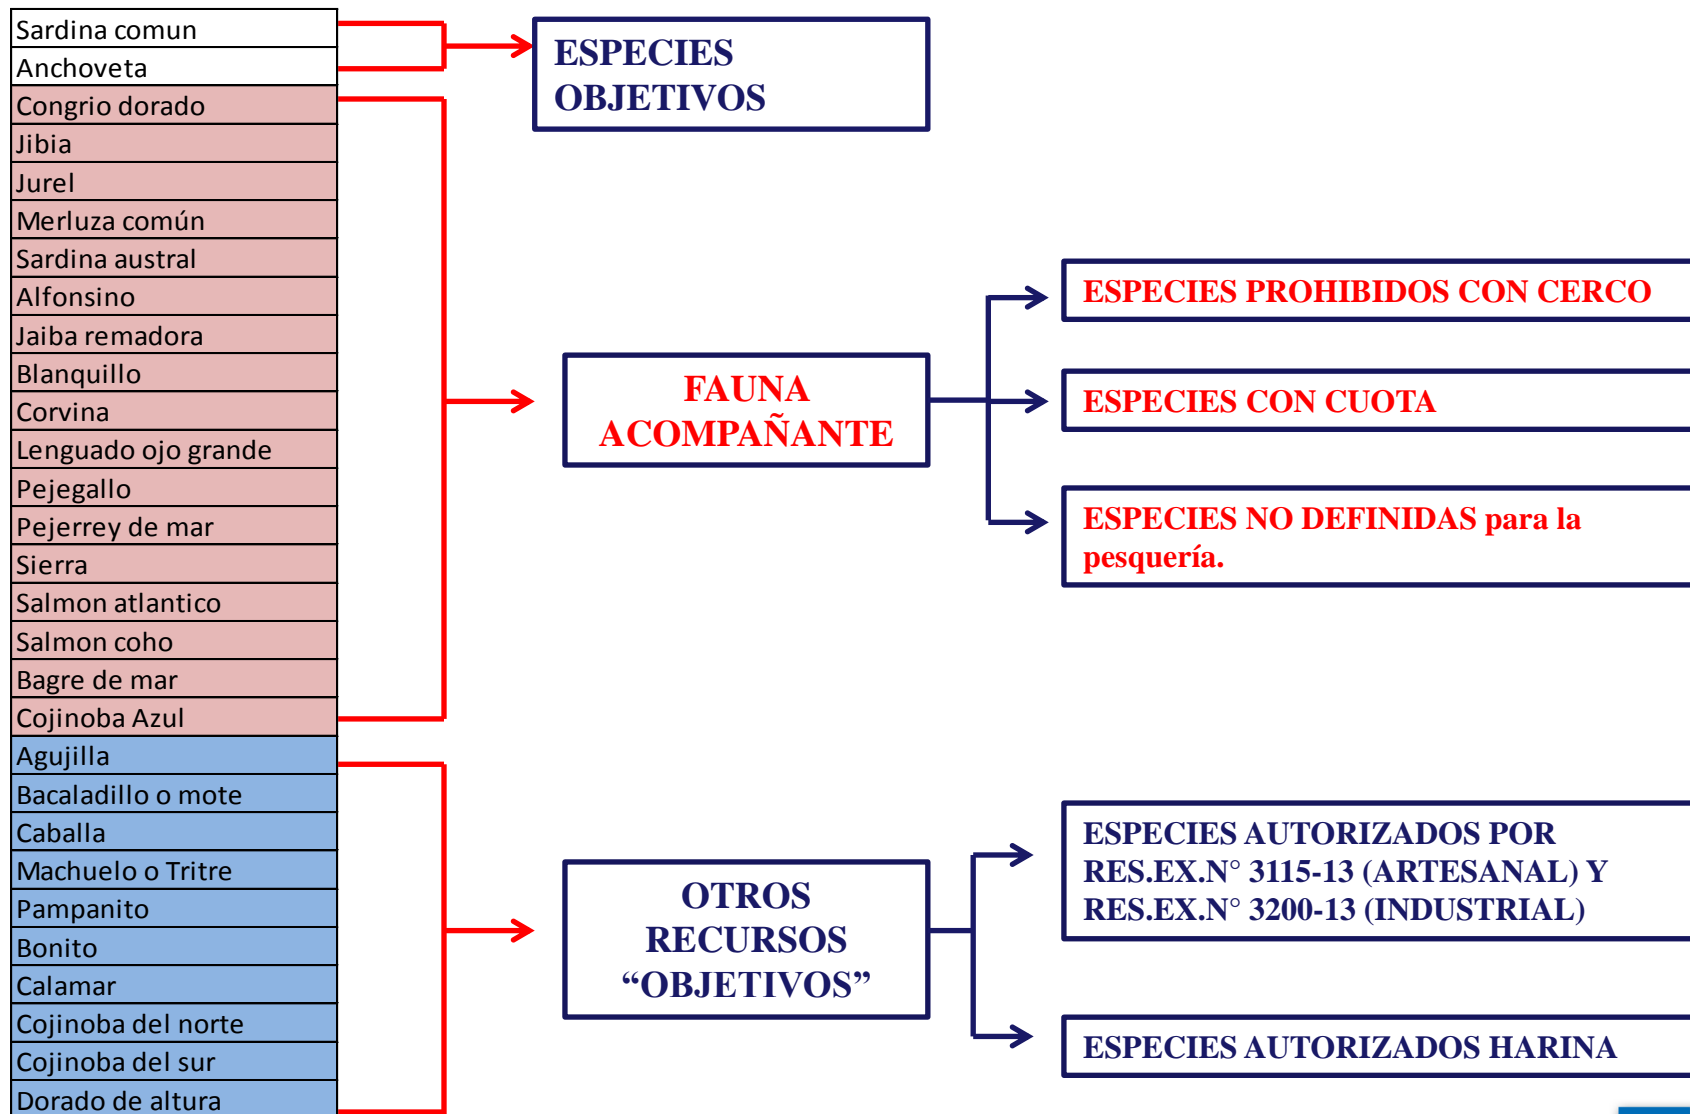 Sardina comun
Anchoveta
Congrio dorado
Jibia
Jurel
Merluza común
Sardina austral
Alfonsino
Jaiba remadora
Blanquillo
Corvina
Lenguado ojo grande
Pejegallo
Pejerrey de mar
Sierra
Salmon atlantico
Salmon coho
Bagre de mar
Cojinoba Azul
Agujilla
Bacaladillo o mote
Caballa
Machuelo o Tritre
Pampanito
Bonito
Calamar
Cojinoba del norte
Cojinoba del sur
Dorado de altura
ESPECIES
OBJETIVOS
FAUNA
ACOMPAÑANTE
ESPECIES PROHIBIDOS CON CERCO
ESPECIES CON CUOTA
ESPECIES NO DEFINIDAS para la
pesquería.
OTROS
RECURSOS
“OBJETIVOS”
ESPECIES AUTORIZADOS POR
RES.EX.N° 3115-13 (ARTESANAL) Y
RES.EX.N° 3200-13 (INDUSTRIAL)
ESPECIES AUTORIZADOS HARINA